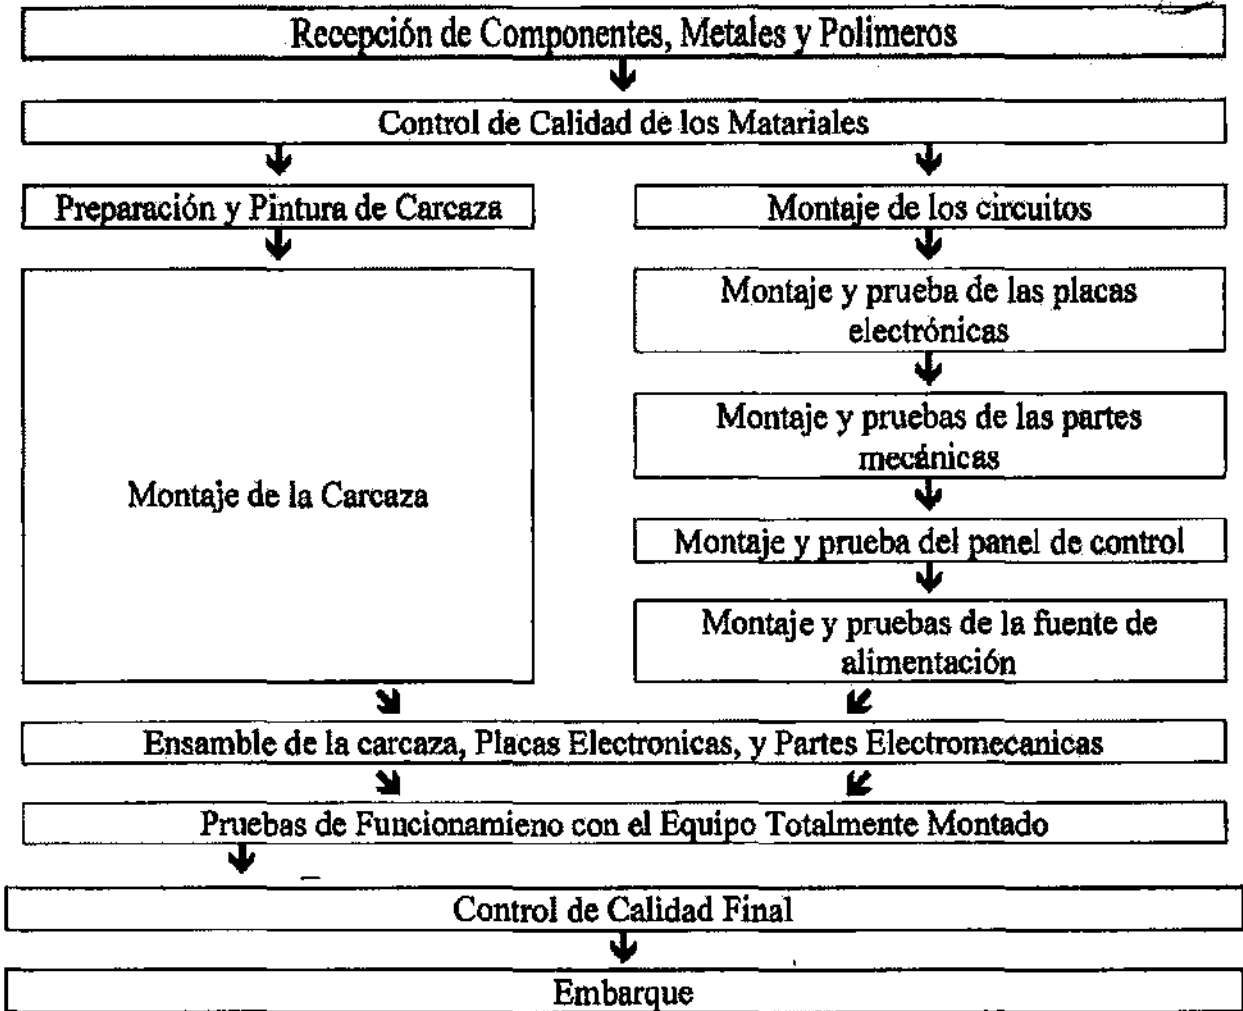 Recepción de Componentes, Metales y Polimeros
Control de Calidad de los Matariales
Preparación y Pintura de Carcaza
Montaje de los circuitos
Montaje y prueba de las placas
electrónicas
Montaje y pruebas de las partes
mecánicas
Montaje de la Carcaza
Montaje y prueba del panel de control
Montaje y pruebas de la fuente de
alimentación
Ensamble de la carcaza, Placas Electronicas, y Partes Electromecanicas
Pruebas de Funcionamieno con el Equipo Totalmente Montado
Control de Calidad Final
Embarque